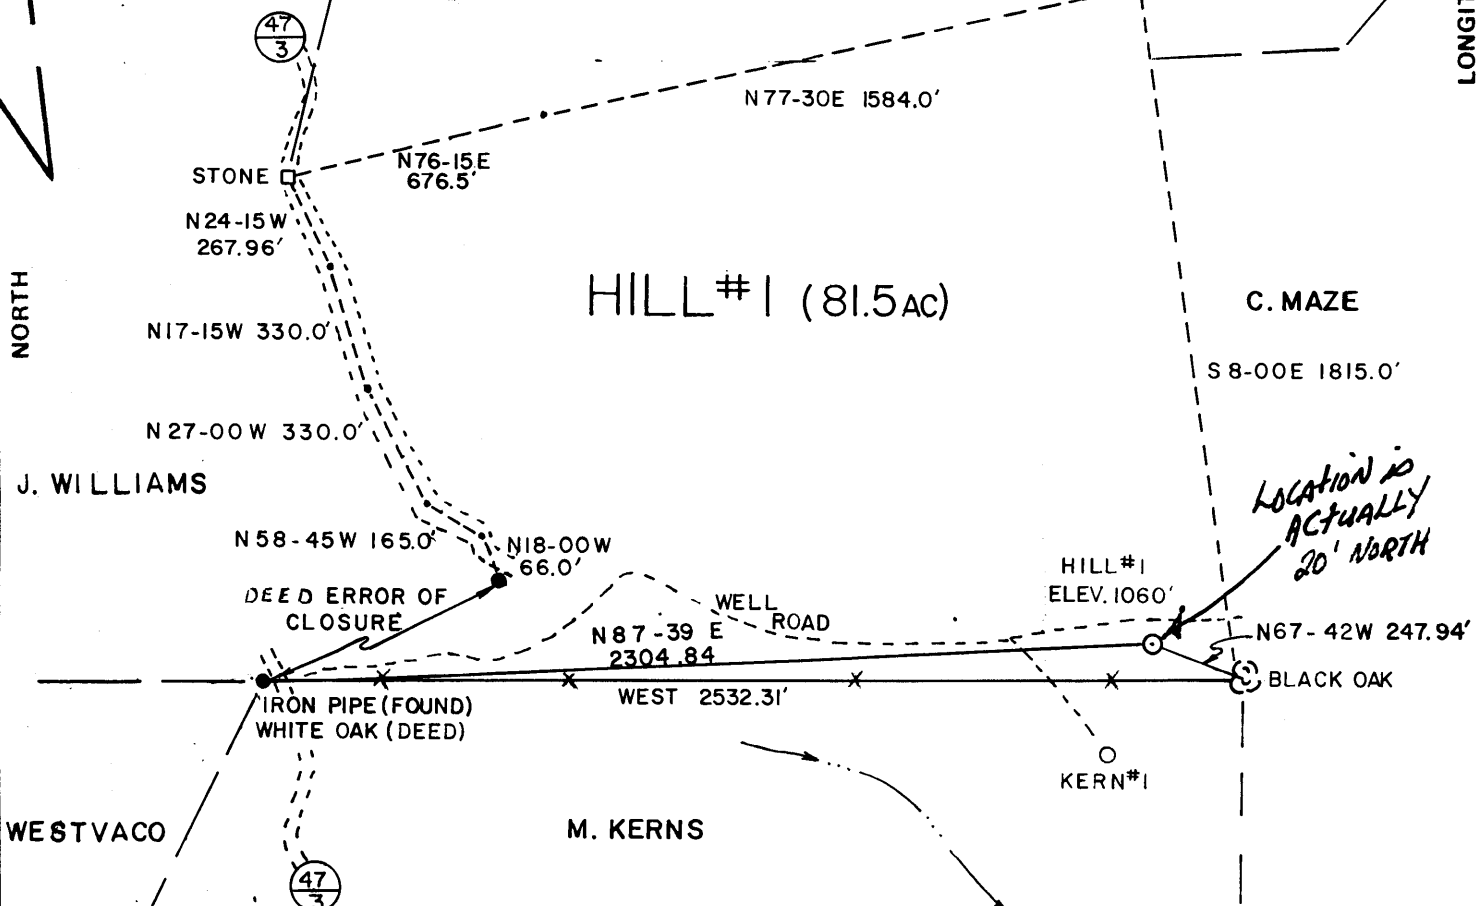 47
3
LONGIT
N77-30E 1584.0'
N76-15E
676.5'
STONE
N24-15W
267.96'
NORTH
HILL #1 (81.5AC)
C. MAZE
N17-15W 330.0'
S8-00E 1815.0'
N27-00W 330.0'
J. WILLIAMS
LOCATION is
ACTUALLY
20' NORTH
N58-45W 165.0'
N18-00W
66.0'
HILL #1
ELEV. 1060'
DEED ERROR OF
CLOSURE
WELL
ROAD
N87-39 E
2304.84
N67-42W 247.94'
BLACK OAK
WEST 2532.31'
IRON PIPE (FOUND)
WHITE OAK (DEED)
KERN #1
WESTVACO
M. KERNS
47
3